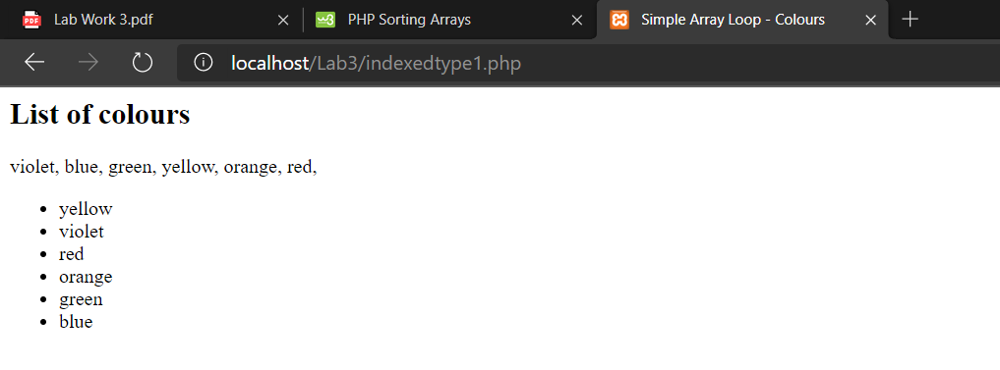 Lab Work 3.pdf
PHP Sorting Arrays
Simple Array Loop - Colours
localhost/Lab3/indexedtype1.php
List of colours
violet, blue, green, yellow, orange, red,
• yellow
• violet
• red
• orange
• green
• blue